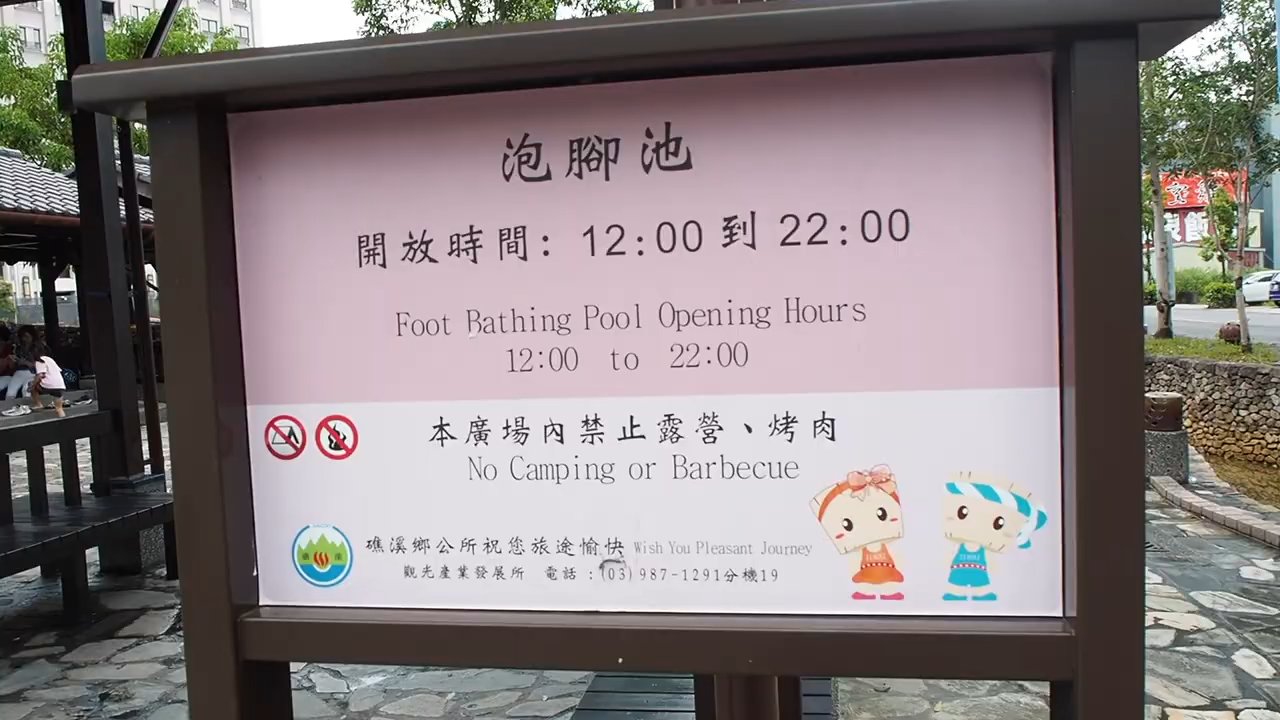 泡腳池
開放時間: 12:00 到 22:00
Foot Bathing Pool Opening Hours
12:00 to 22:00
本廣場內禁止露營、烤肉
No Camping or Barbecue
礁溪鄉公所祝您旅途愉快 Wish You Pleasant Journey
觀光產業發展所 電話:(03)987-1291分機19